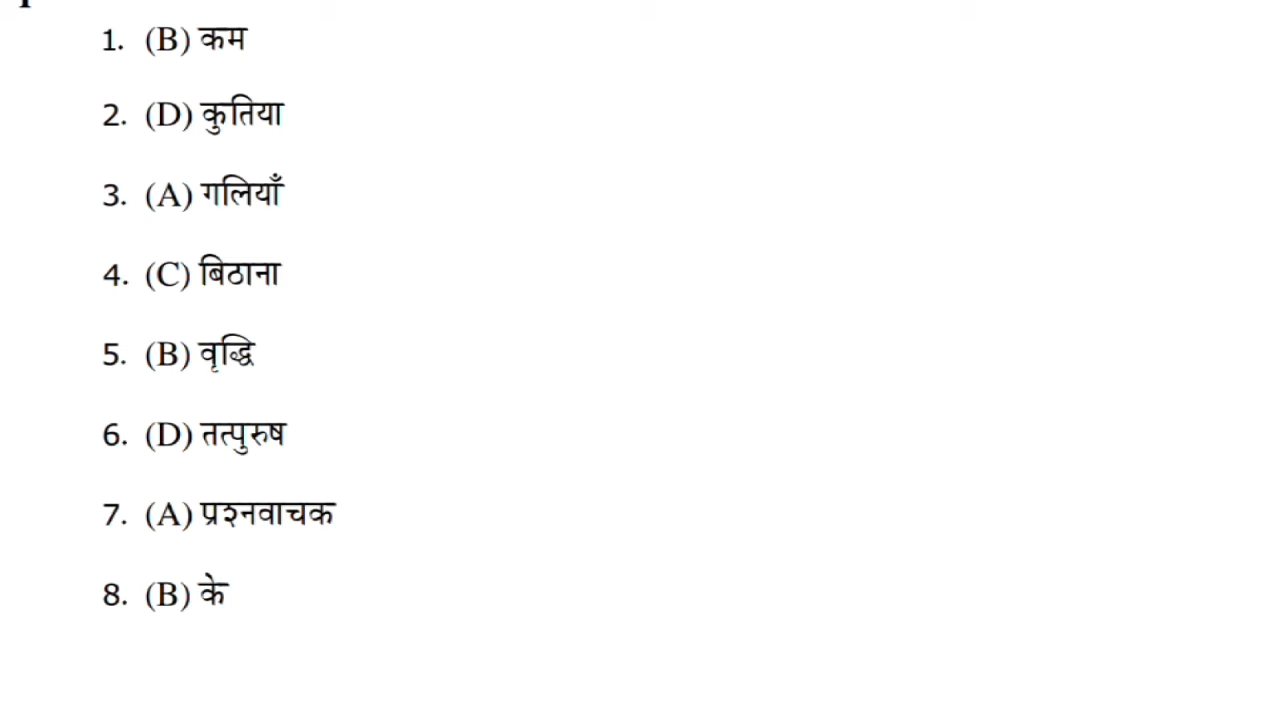 1. (B) कम
2. (D) कुतिया
3. (A) गलियाँ
4. (C) बिठाना
5. (B) वृद्धि
6. (D) तत्पुरुष
7. (A) प्रश्नवाचक
8. (B) के